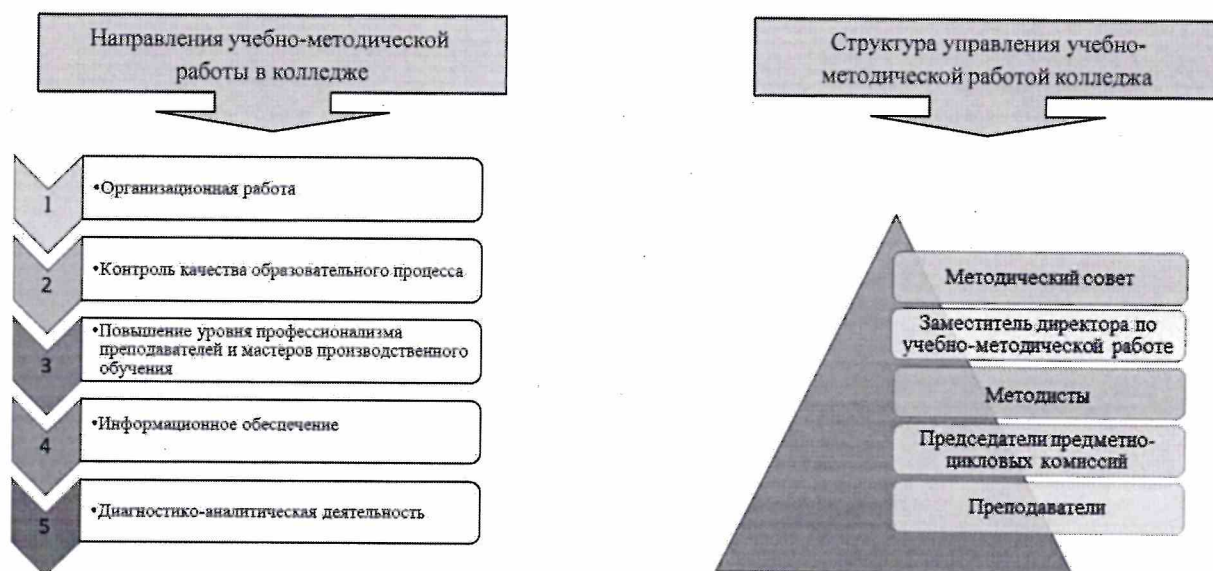 Направления учебно-методической
работы в колледже
1
•Организационная работа
2
•Контроль качества образовательного процесса
3
•Повышение уровня профессионализма
преподавателей и мастеров производственного
обучения
4
•Информационное обеспечение
5
•Диагностико-аналитическая деятельность
Структура управления учебно-
методической работой колледжа
Методический совет
Заместитель директора по
учебно-методической работе
Методисты
Председатели предметно-
цикловых комиссий
Преподаватели